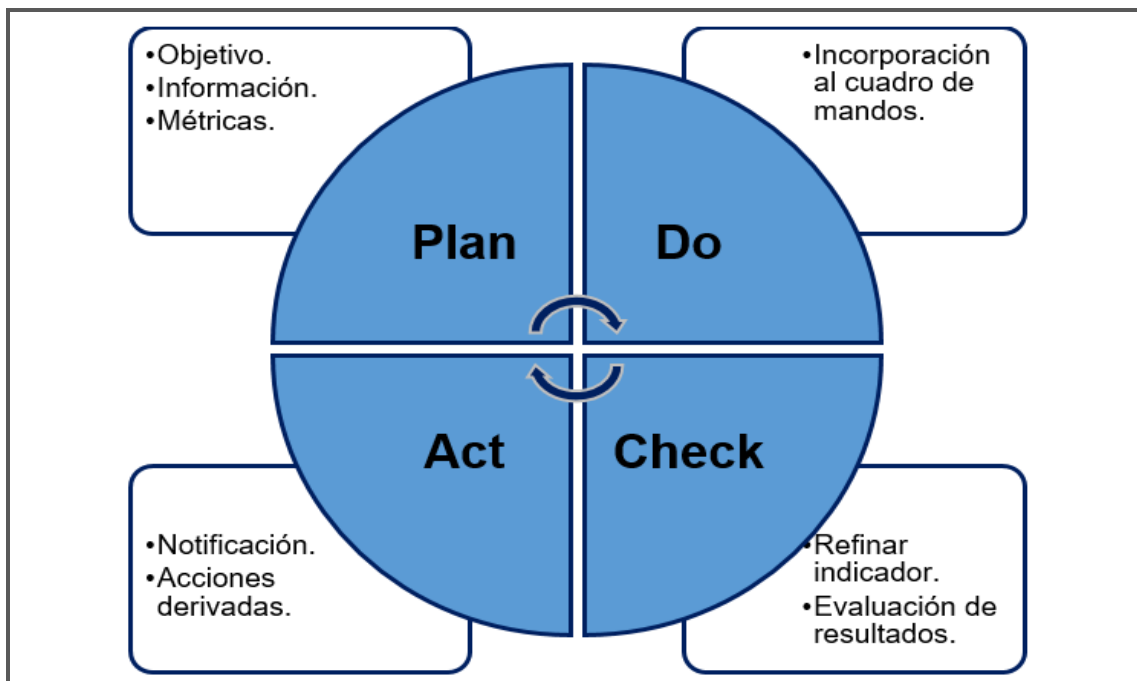 •Objetivo.
•Información.
•Métricas.
•Incorporación
al cuadro de
mandos.
Plan
Do
Act
Check
•Notificación.
•Acciones
derivadas.
•Refinar
indicador.
•Evaluación de
resultados.